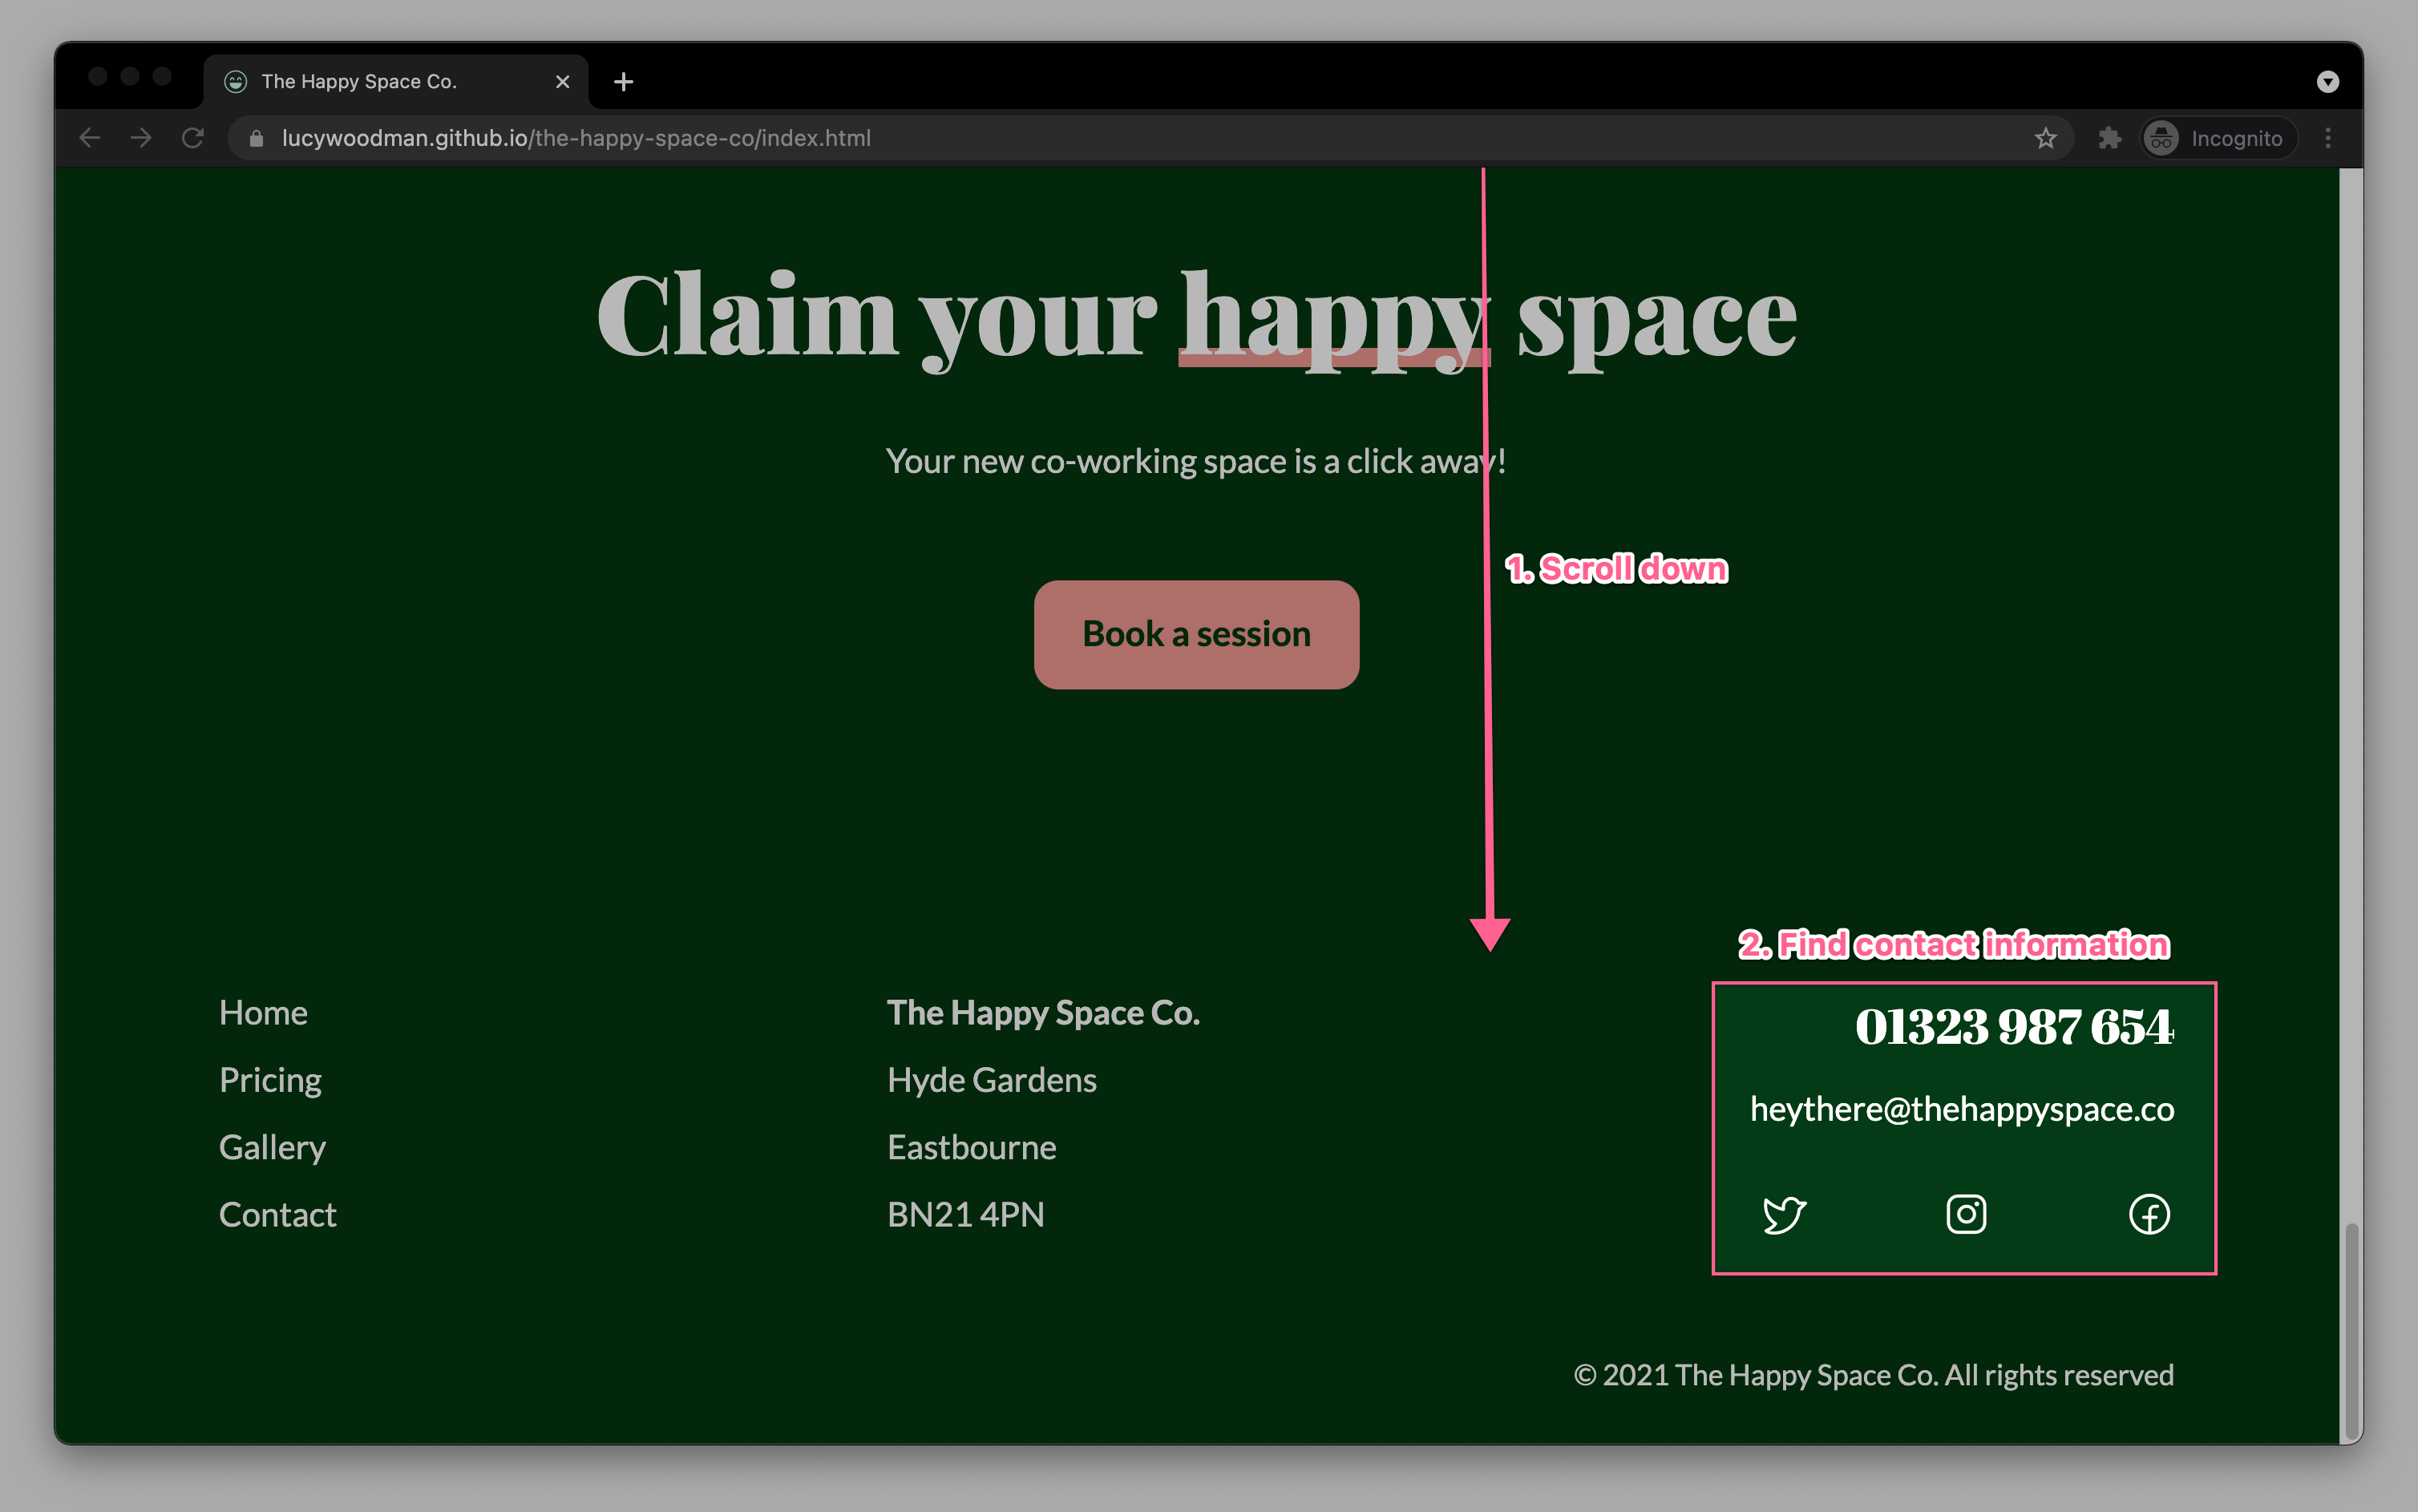 The Happy Space Co.
lucywoodman.github.io/the-happy-space-co/index.html
Incognito
Claim your happy space
Your new co-working space is a click away!
1. Scroll down
Book a session
2. Find contact information
Home
Pricing
Gallery
Contact
The Happy Space Co.
Hyde Gardens
Eastbourne
BN21 4PN
01323 987 654
heythere@thehappyspace.co
© 2021 The Happy Space Co. All rights reserved